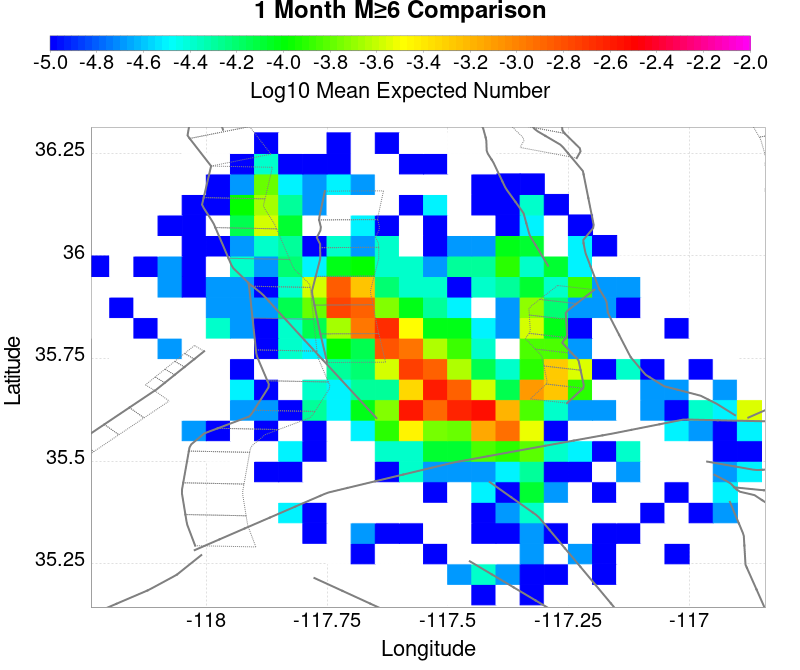 1 Month M≥6 Comparison
-5.0 -4.8 -4.6 -4.4 -4.2 -4.0 -3.8 -3.6 -3.4 -3.2 -3.0 -2.8 -2.6 -2.4 -2.2 -2.0
Log10 Mean Expected Number
36.25
36
35.75
35.5
35.25
Latitude
-118 -117.75 -117.5 -117.25 -117
Longitude